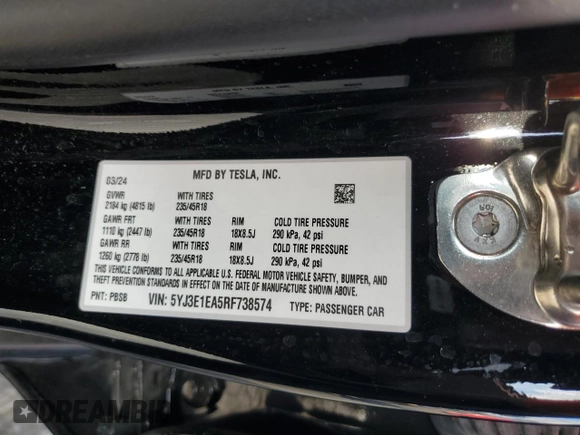 MFD BY TESLA, INC.
03/24
GVWR WITH TIRES
2184 kg (4815 lb) 235/45R18
GAWR FRT WITH TIRES RIM COLD TIRE PRESSURE
1110 kg (2447 lb) 235/45R18 18X8.5J 290 kPa, 42 psi
GAWR RR WITH TIRES RIM COLD TIRE PRESSURE
1260 kg (2778 lb) 235/45R18 18X8.5J 290 kPa, 42 psi
THIS VEHICLE CONFORMS TO ALL APPLICABLE U.S. FEDERAL MOTOR VEHICLE SAFETY, BUMPER, AND
THEFT PREVENTION STANDARDS IN EFFECT ON THE DATE OF MANUFACTURE SHOWN ABOVE.
PNT: PBSB VIN: 5YJ3E1EA5RF738574 TYPE: PASSENGER CAR
DREAMBID